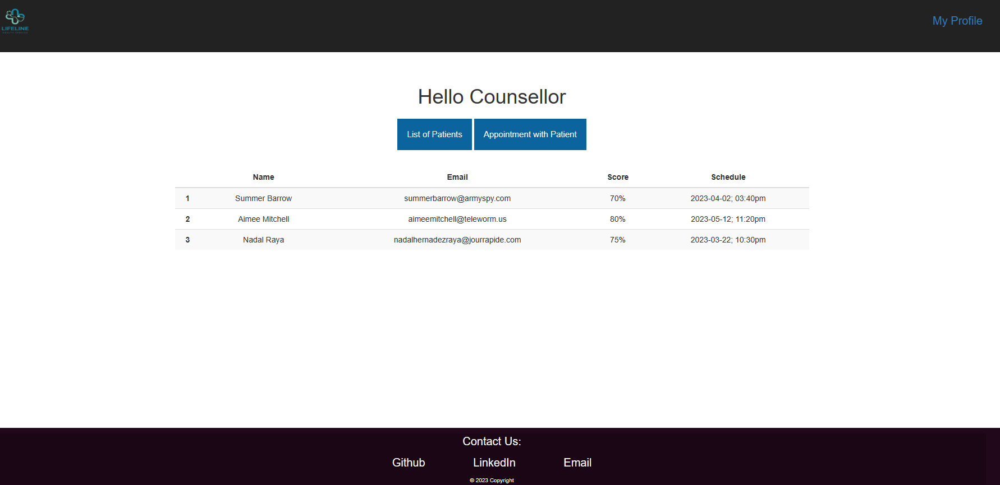 LIFELINE
HEALTH SERVICE
My Profile
Hello Counsellor
List of Patients Appointment with Patient
Name Email Score Schedule
1 Summer Barrow summerbarrow@armyspy.com 70% 2023-04-02; 03:40pm
2 Aimee Mitchell aimeemitchell@teleworm.us 80% 2023-05-12; 11:20pm
3 Nadal Raya nadalhernadezraya@jourrapide.com 75% 2023-03-22; 10:30pm
Contact Us:
Github LinkedIn Email
© 2023 Copyright